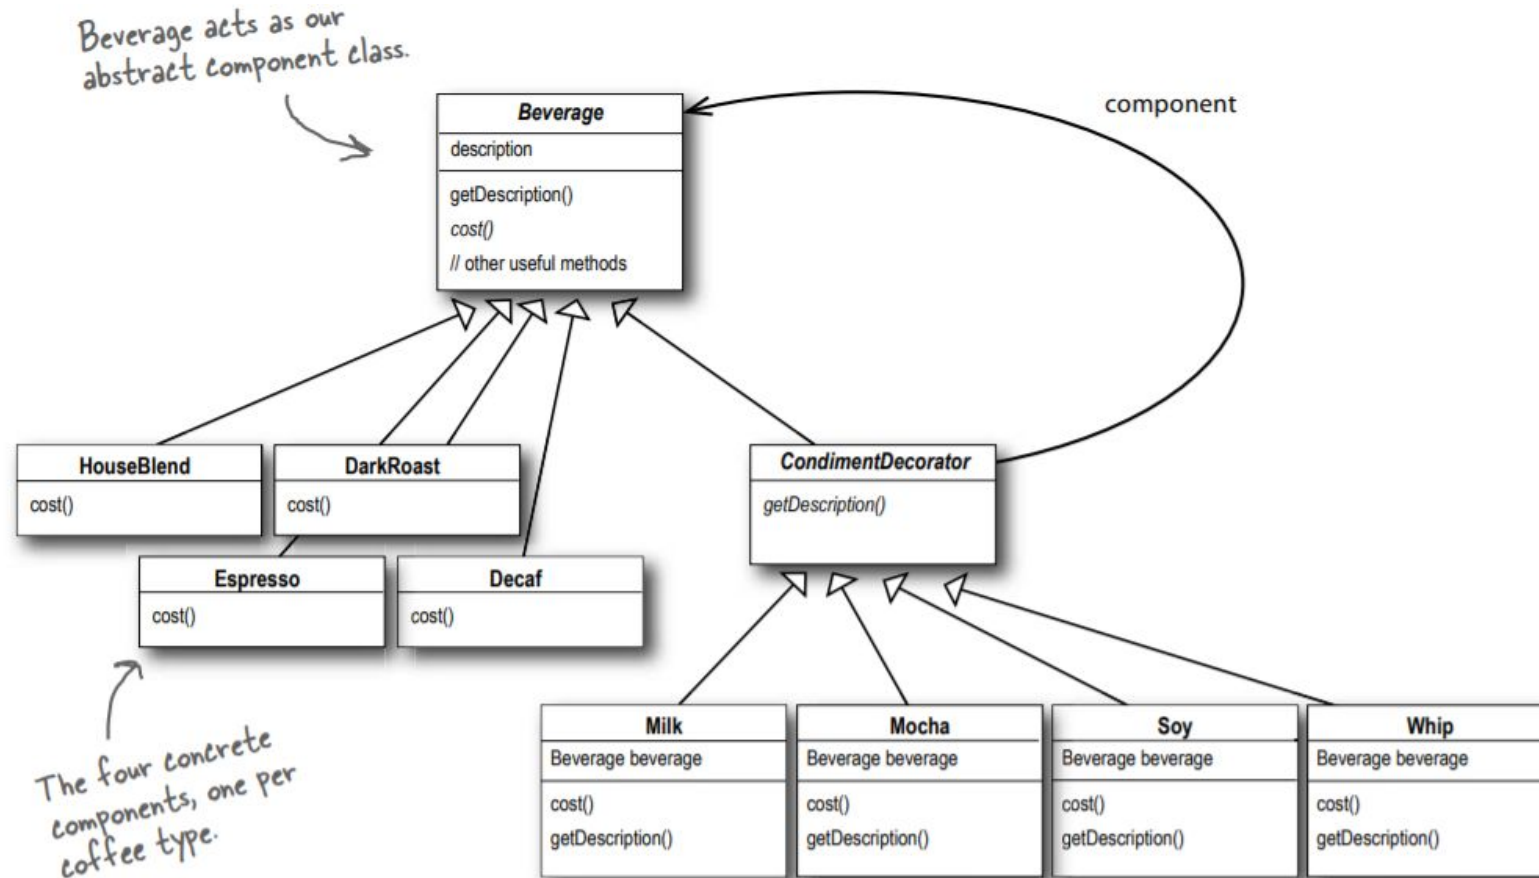 Beverage acts as our
abstract component class.
component
Beverage
description
getDescription()
cost()
// other useful methods
HouseBlend
cost()
DarkRoast
cost()
Espresso
cost()
Decaf
cost()
CondimentDecorator
getDescription()
The four concrete
components, one per
coffee type.
Milk
Beverage beverage
cost()
getDescription()
Mocha
Beverage beverage
cost()
getDescription()
Soy
Beverage beverage
cost()
getDescription()
Whip
Beverage beverage
cost()
getDescription()